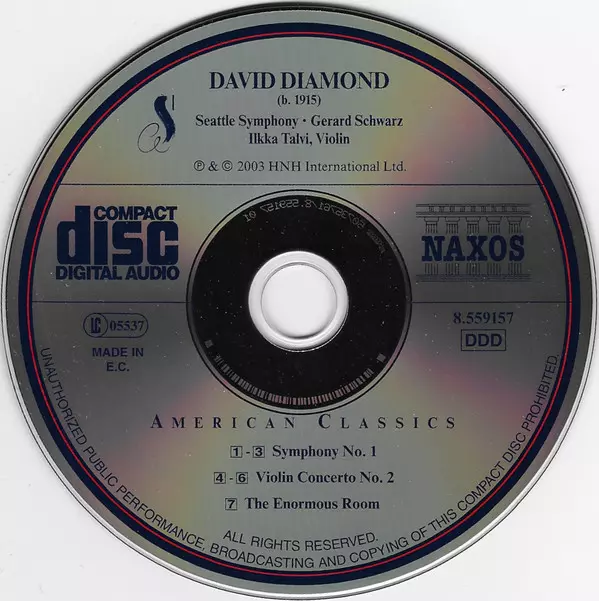 DAVID DIAMOND
(b. 1915)
Seattle Symphony · Gerard Schwarz
Ilkka Talvi, Violin
℗ & © 2003 HNH International Ltd.
COMPACT
disc
DIGITAL AUDIO
NAXOS
LC 05537
MADE IN
E.C.
8.559157
DDD
AMERICAN CLASSICS
1 - 3 Symphony No. 1
4 - 6 Violin Concerto No. 2
7 The Enormous Room
ALL RIGHTS RESERVED.
UNAUTHORIZED PUBLIC PERFORMANCE, BROADCASTING AND COPYING OF THIS COMPACT DISC PROHIBITED.